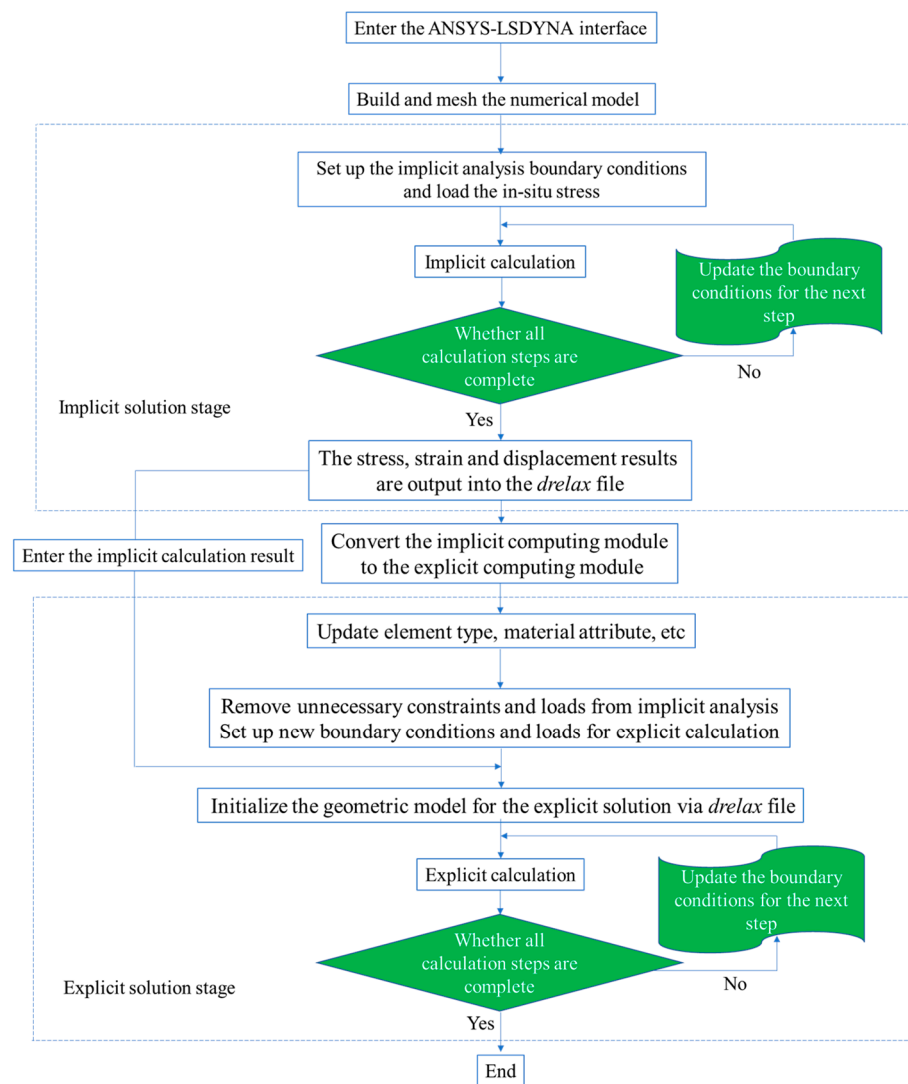 Enter the ANSYS-LSDYNA interface
Build and mesh the numerical model
Set up the implicit analysis boundary conditions
and load the in-situ stress
Implicit calculation
Update the boundary
conditions for the next
step
Whether all
calculation steps are
complete
No
Implicit solution stage
Yes
The stress, strain and displacement results
are output into the drelax file
Enter the implicit calculation result
Convert the implicit computing module
to the explicit computing module
Update element type, material attribute, etc
Remove unnecessary constraints and loads from implicit analysis
Set up new boundary conditions and loads for explicit calculation
Initialize the geometric model for the explicit solution via drelax file
Explicit calculation
Update the boundary
conditions for the next
step
Whether all
calculation steps are
complete
No
Explicit solution stage
Yes
End